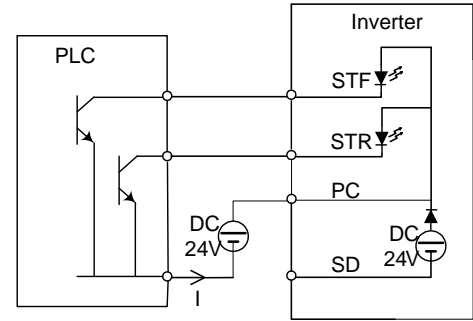 Inverter
PLC
STF
STR
PC
DC
24V
DC
24V
SD
I